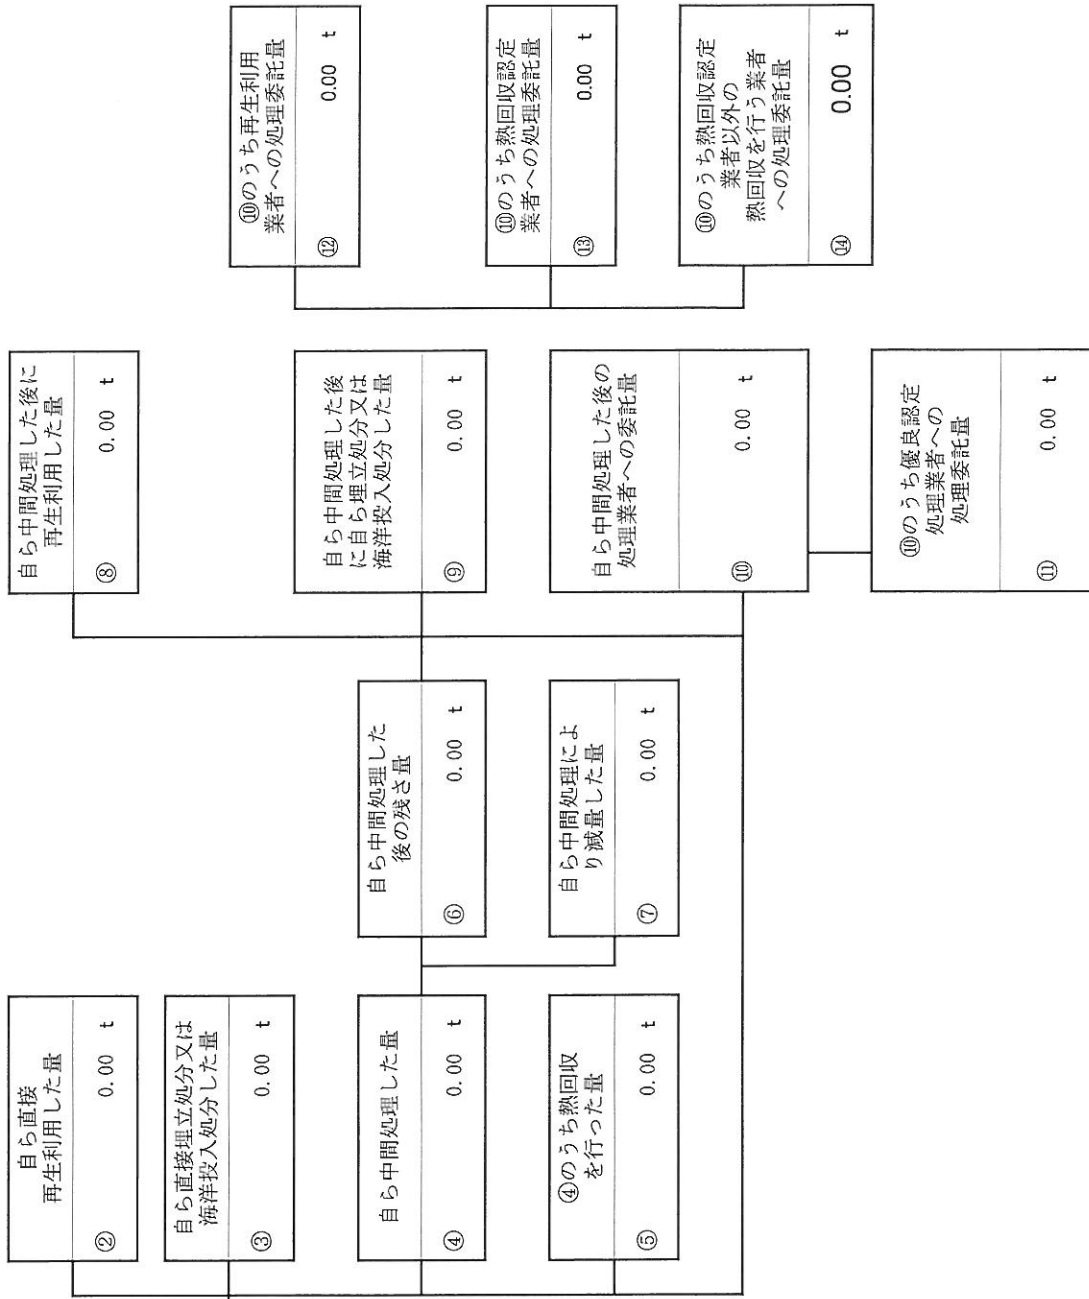 自ら直接
再生利用した量
② 0.00 t
自ら直接埋立処分又は
海洋投入処分した量
③ 0.00 t
自ら中間処理した量
④ 0.00 t
④のうち熱回収
を行った量
⑤ 0.00 t
自ら中間処理した
後の残さ量
⑥ 0.00 t
自ら中間処理によ
り減量した量
⑦ 0.00 t
自ら中間処理した後に
再生利用した量
⑧ 0.00 t
自ら中間処理した後
に自ら埋立処分又は
海洋投入処分した量
⑨ 0.00 t
自ら中間処理した後の
処理業者への委託量
⑩ 0.00 t
⑩のうち優良認定
処理業者への
処理委託量
⑪ 0.00 t
⑩のうち再生利用
業者への処理委託量
⑫ 0.00 t
⑩のうち熱回収認定
業者への処理委託量
⑬ 0.00 t
⑩のうち熱回収認定
業者以外の
熱回収を行う業者
への処理委託量
⑭ 0.00 t